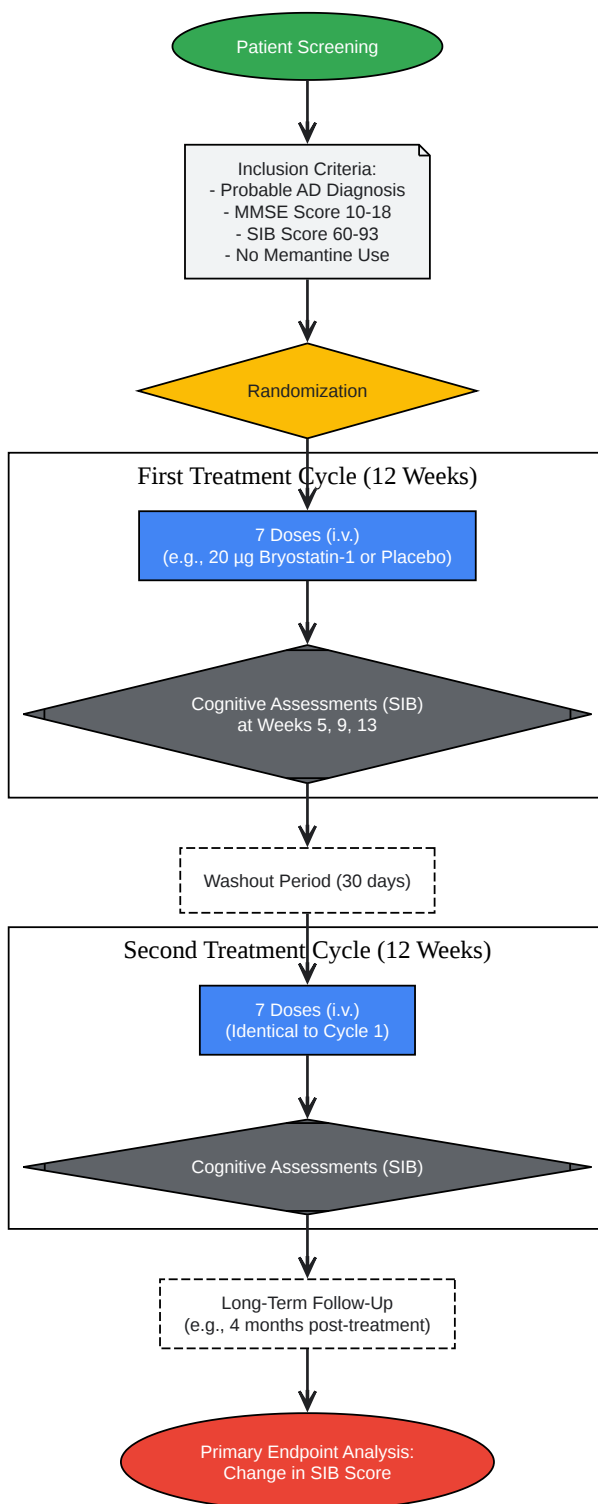 Patient Screening
Inclusion Criteria:
- Probable AD Diagnosis
- MMSE Score 10-18
- SIB Score 60-93
- No Memantine Use
Randomization
First Treatment Cycle (12 Weeks)
7 Doses (i.v.)
(e.g., 20 µg Bryostatin-1 or Placebo)
Cognitive Assessments (SIB)
at Weeks 5, 9, 13
Washout Period (30 days)
Second Treatment Cycle (12 Weeks)
7 Doses (i.v.)
(Identical to Cycle 1)
Cognitive Assessments (SIB)
Long-Term Follow-Up
(e.g., 4 months post-treatment)
Primary Endpoint Analysis:
Change in SIB Score